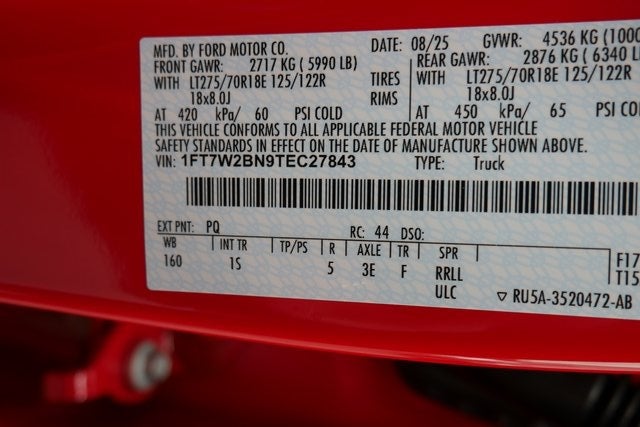 MFD. BY FORD MOTOR CO. DATE: 08/25 GVWR: 4536 KG (1000
FRONT GAWR: 2717 KG (5990 LB) REAR GAWR: 2876 KG (6340 L
WITH LT275/70R18E 125/122R TIRES WITH LT275/70R18E 125/122R
18x8.0J RIMS 18x8.0J
AT 420 kPa/ 60 PSI COLD AT 450 kPa/ 65 PSI CO
THIS VEHICLE CONFORMS TO ALL APPLICABLE FEDERAL MOTOR VEHICLE
SAFETY STANDARDS IN EFFECT ON THE DATE OF MANUFACTURE SHOWN ABOVE.
VIN: 1FT7W2BN9TEC27843 TYPE: Truck
EXT PNT: PQ RC: 44 DSO:
WB INT TR TP/PS R AXLE TR SPR F17
160 1S 5 3E F RRLL T15
ULC
▽ RU5A-3520472-AB